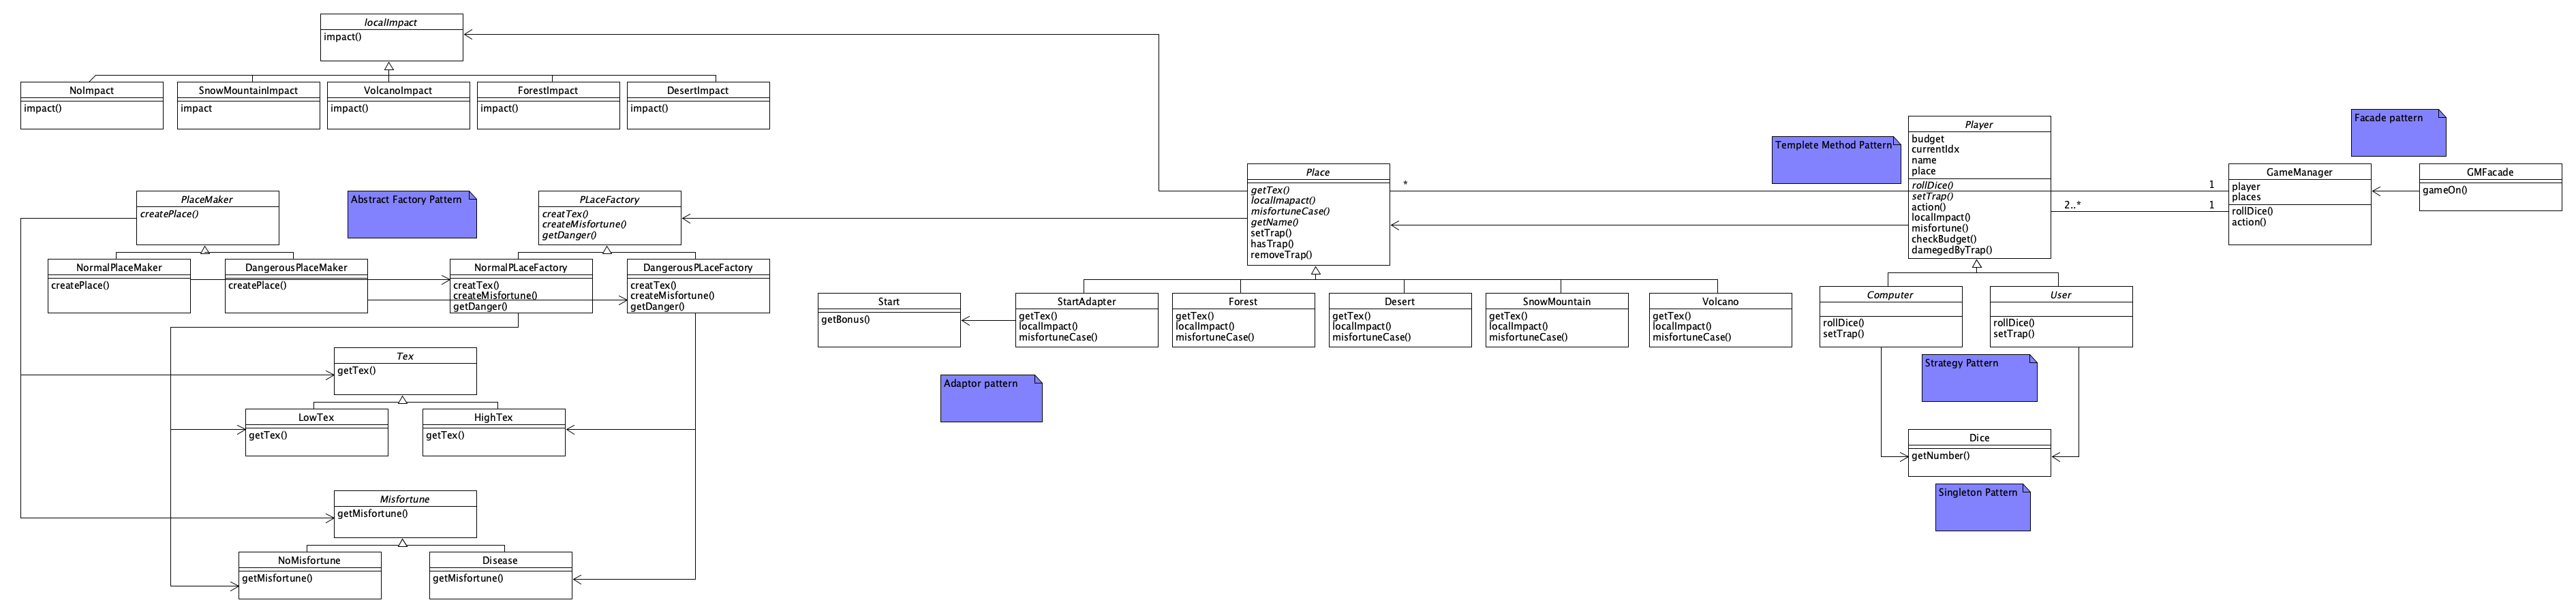 localImpact
impact()
NoImpact
impact()
SnowMountainImpact
impact
VolcanoImpact
impact()
ForestImpact
impact()
DesertImpact
impact()
PlaceMaker
createPlace()
Abstract Factory Pattern
PLaceFactory
creatTex()
createMisfortune()
getDanger()
NormalPlaceMaker
createPlace()
DangerousPlaceMaker
createPlace()
NormalPLaceFactory
creatTex()
createMisfortune()
getDanger()
DangerousPLaceFactory
creatTex()
createMisfortune()
getDanger()
Tex
getTex()
LowTex
getTex()
HighTex
getTex()
Misfortune
getMisfortune()
NoMisfortune
getMisfortune()
Disease
getMisfortune()
Place
getTex()
localImapact()
misfortuneCase()
getName()
setTrap()
hasTrap()
removeTrap()
*
Start
getBonus()
StartAdapter
getTex()
localImpact()
misfortuneCase()
Forest
getTex()
localImpact()
misfortuneCase()
Desert
getTex()
localImpact()
misfortuneCase()
SnowMountain
getTex()
localImpact()
misfortuneCase()
Volcano
getTex()
localImpact()
misfortuneCase()
Adaptor pattern
Templete Method Pattern
Player
budget
currentIdx
name
place
rollDice()
setTrap()
action()
localImpact()
misfortune()
checkBudget()
damegedByTrap()
1
2..*
1
Computer
rollDice()
setTrap()
User
rollDice()
setTrap()
Strategy Pattern
Dice
getNumber()
Singleton Pattern
Facade pattern
GameManager
player
places
rollDice()
action()
GMFacade
gameOn()